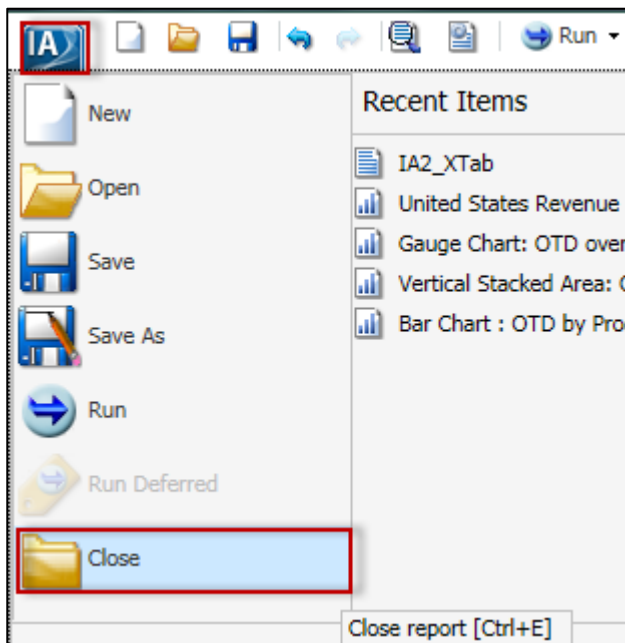 IA
Run
New
Open
Save
Save As
Run
Run Deferred
Close
Recent Items
IA2_XTab
United States Revenue
Gauge Chart: OTD over
Vertical Stacked Area:
Bar Chart : OTD by Pro
Close report [Ctrl+E]